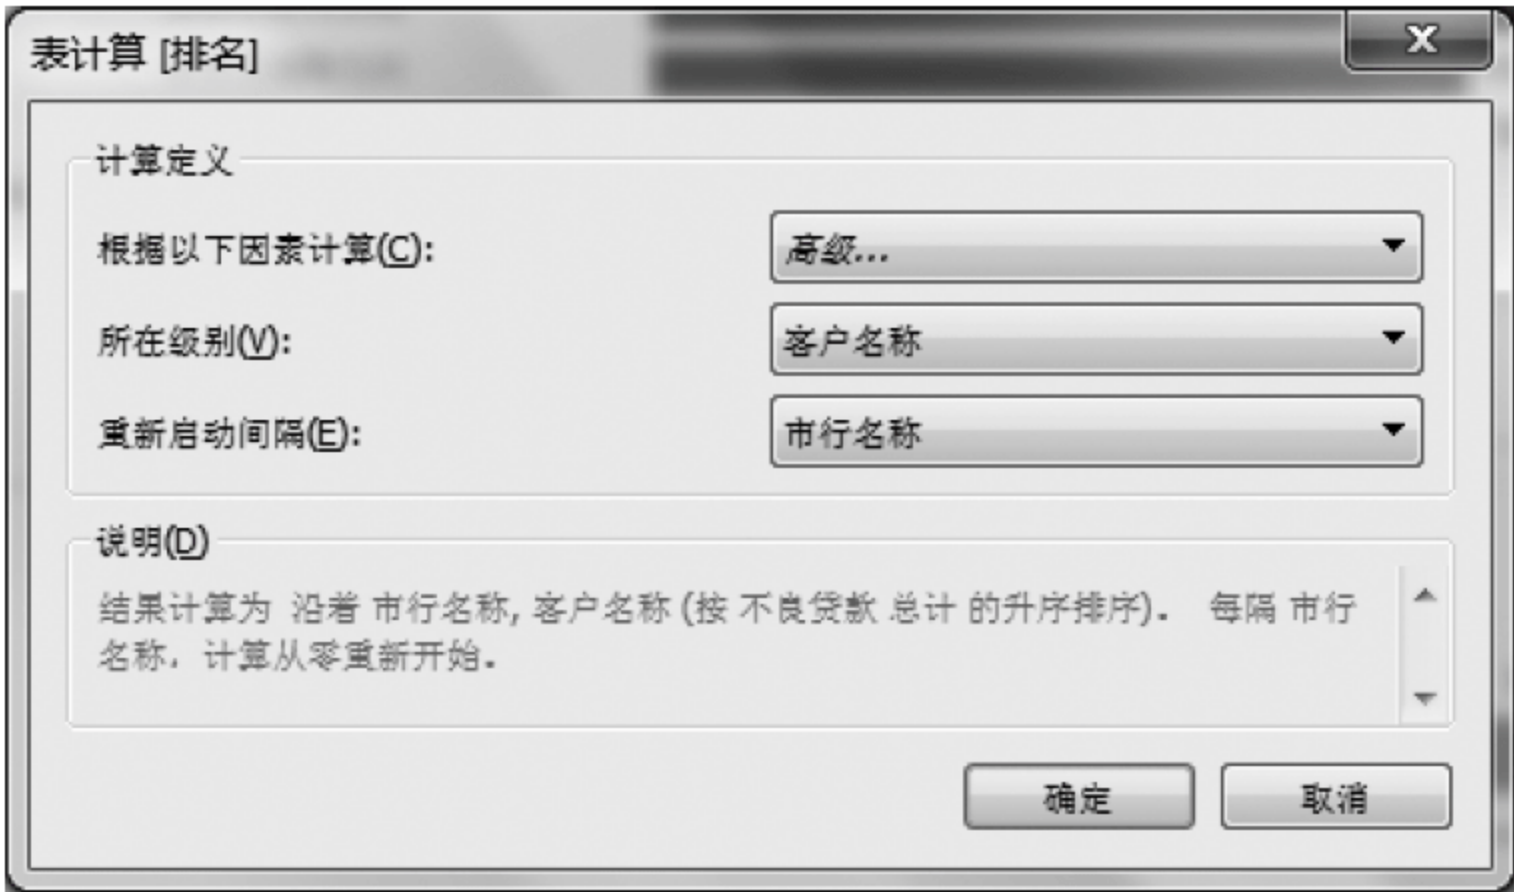 表计算 [排名]
计算定义
根据以下因素计算(C): 高级...
所在级别(V): 客户名称
重新启动间隔(E): 市行名称
说明(D)
结果计算为 沿着 市行名称, 客户名称 (按 不良贷款 总计 的升序排序)。 每隔 市行
名称，计算从零重新开始。
确定 取消